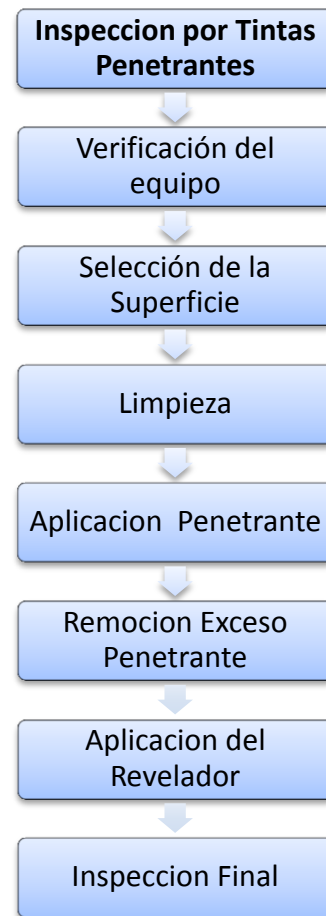 Inspeccion por Tintas
Penetrantes
Verificación del
equipo
Selección de la
Superficie
Limpieza
Aplicacion  Penetrante
Remocion Exceso
Penetrante
Aplicacion del
Revelador
Inspeccion Final